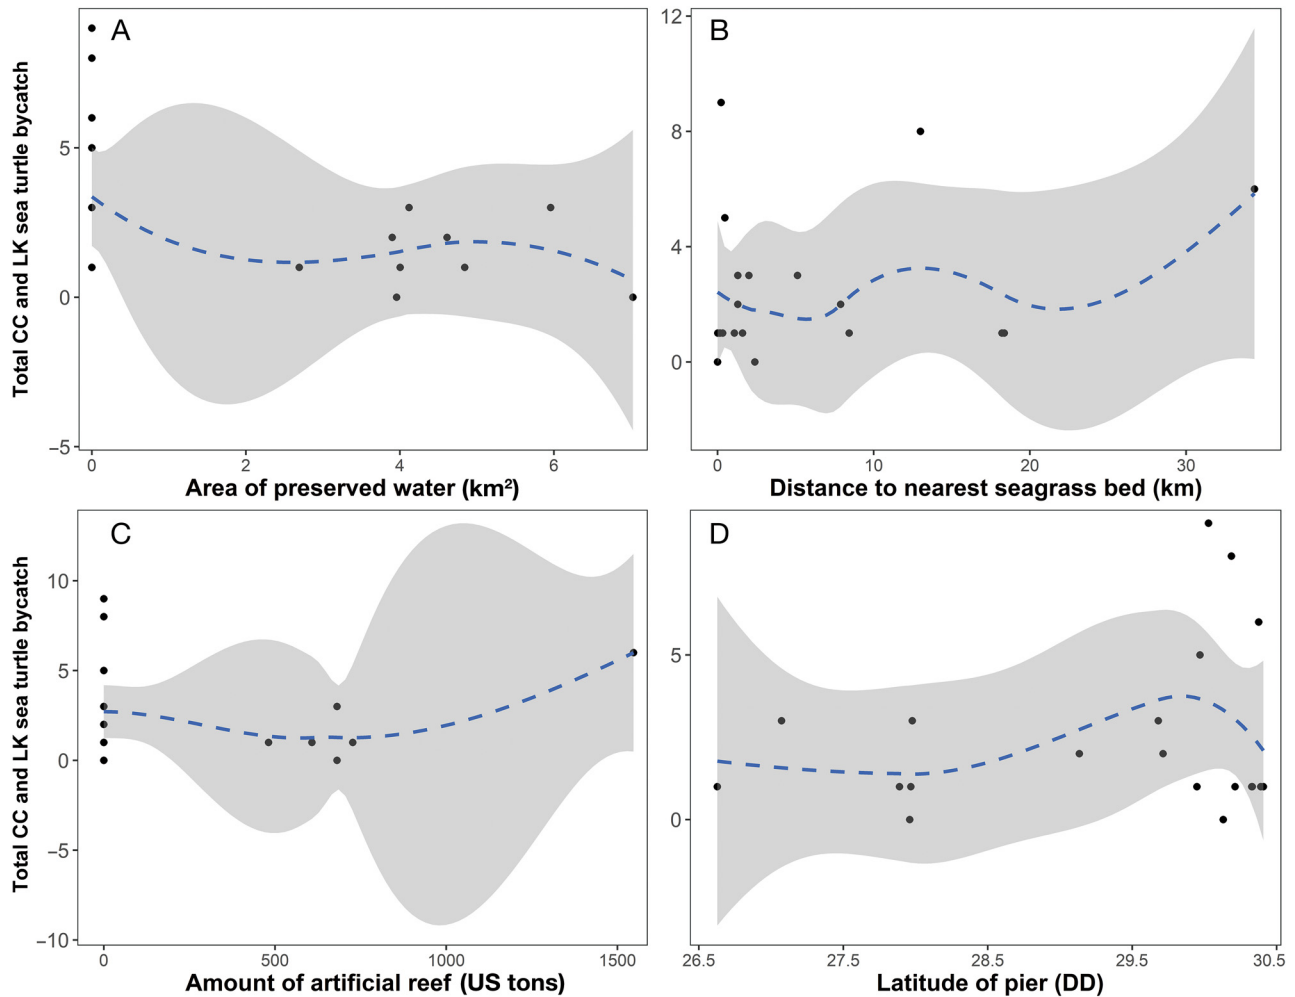 A
Total CC and LK sea turtle bycatch
5
0
−5
0 2 4 6
Area of preserved water (km²)
B
12
8
4
0
0 10 20 30
Distance to nearest seagrass bed (km)
C
Total CC and LK sea turtle bycatch
10
5
0
−5
−10
0 500 1000 1500
Amount of artificial reef (US tons)
D
5
0
26.5 27.5 28.5 29.5 30.5
Latitude of pier (DD)